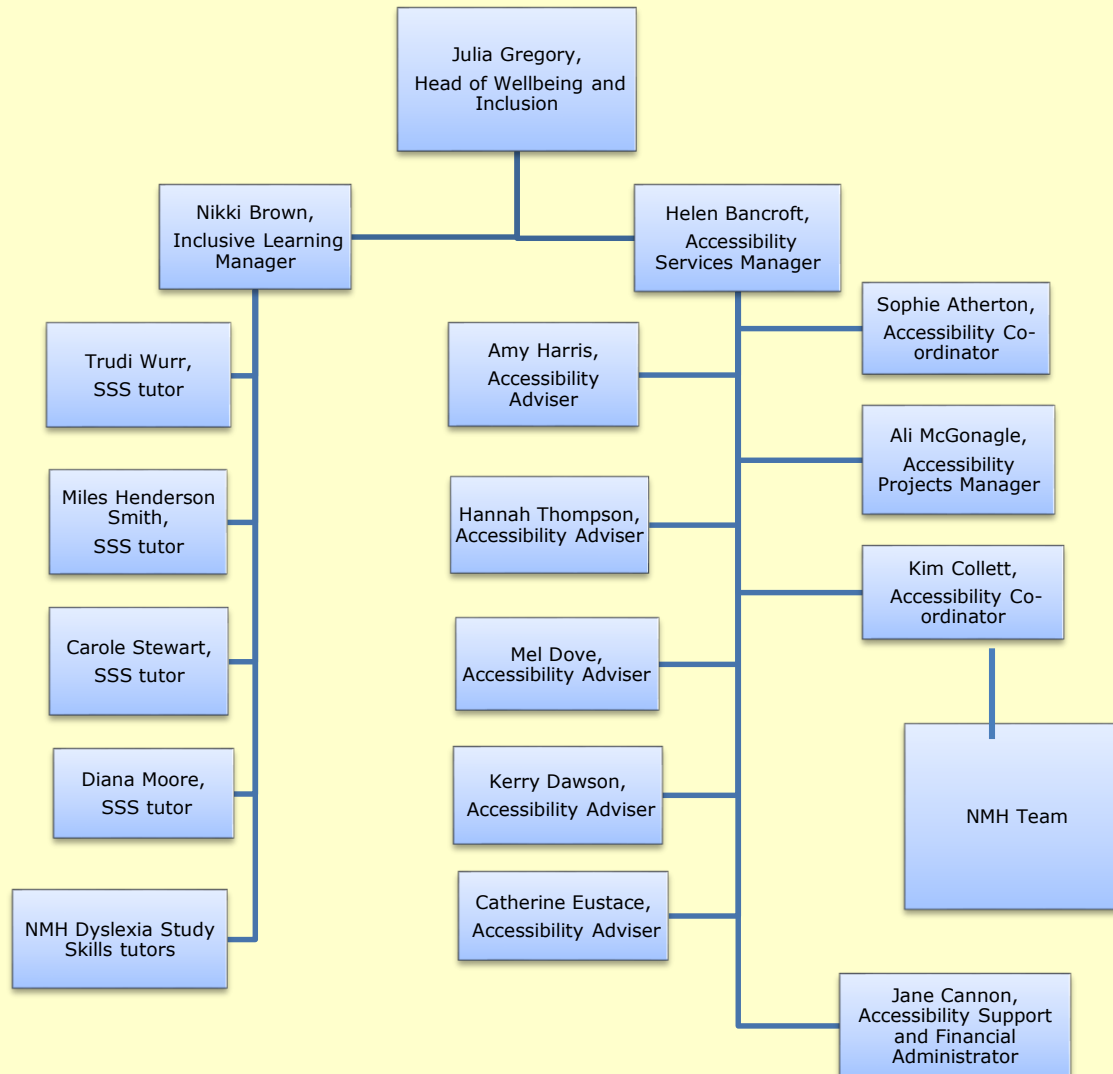 Julia Gregory,
Head of Wellbeing and
Inclusion
Nikki Brown,
Inclusive Learning
Manager
Helen Bancroft,
Accessibility
Services Manager
Trudi Wurr,
SSS tutor
Miles Henderson
Smith,
SSS tutor
Carole Stewart,
SSS tutor
Diana Moore,
SSS tutor
NMH Dyslexia Study
Skills tutors
Amy Harris,
Accessibility
Adviser
Hannah Thompson,
Accessibility Adviser
Mel Dove,
Accessibility Adviser
Kerry Dawson,
Accessibility Adviser
Catherine Eustace,
Accessibility Adviser
Sophie Atherton,
Accessibility Co-
ordinator
Ali McGonagle,
Accessibility
Projects Manager
Kim Collett,
Accessibility Co-
ordinator
NMH Team
Jane Cannon,
Accessibility Support
and Financial
Administrator